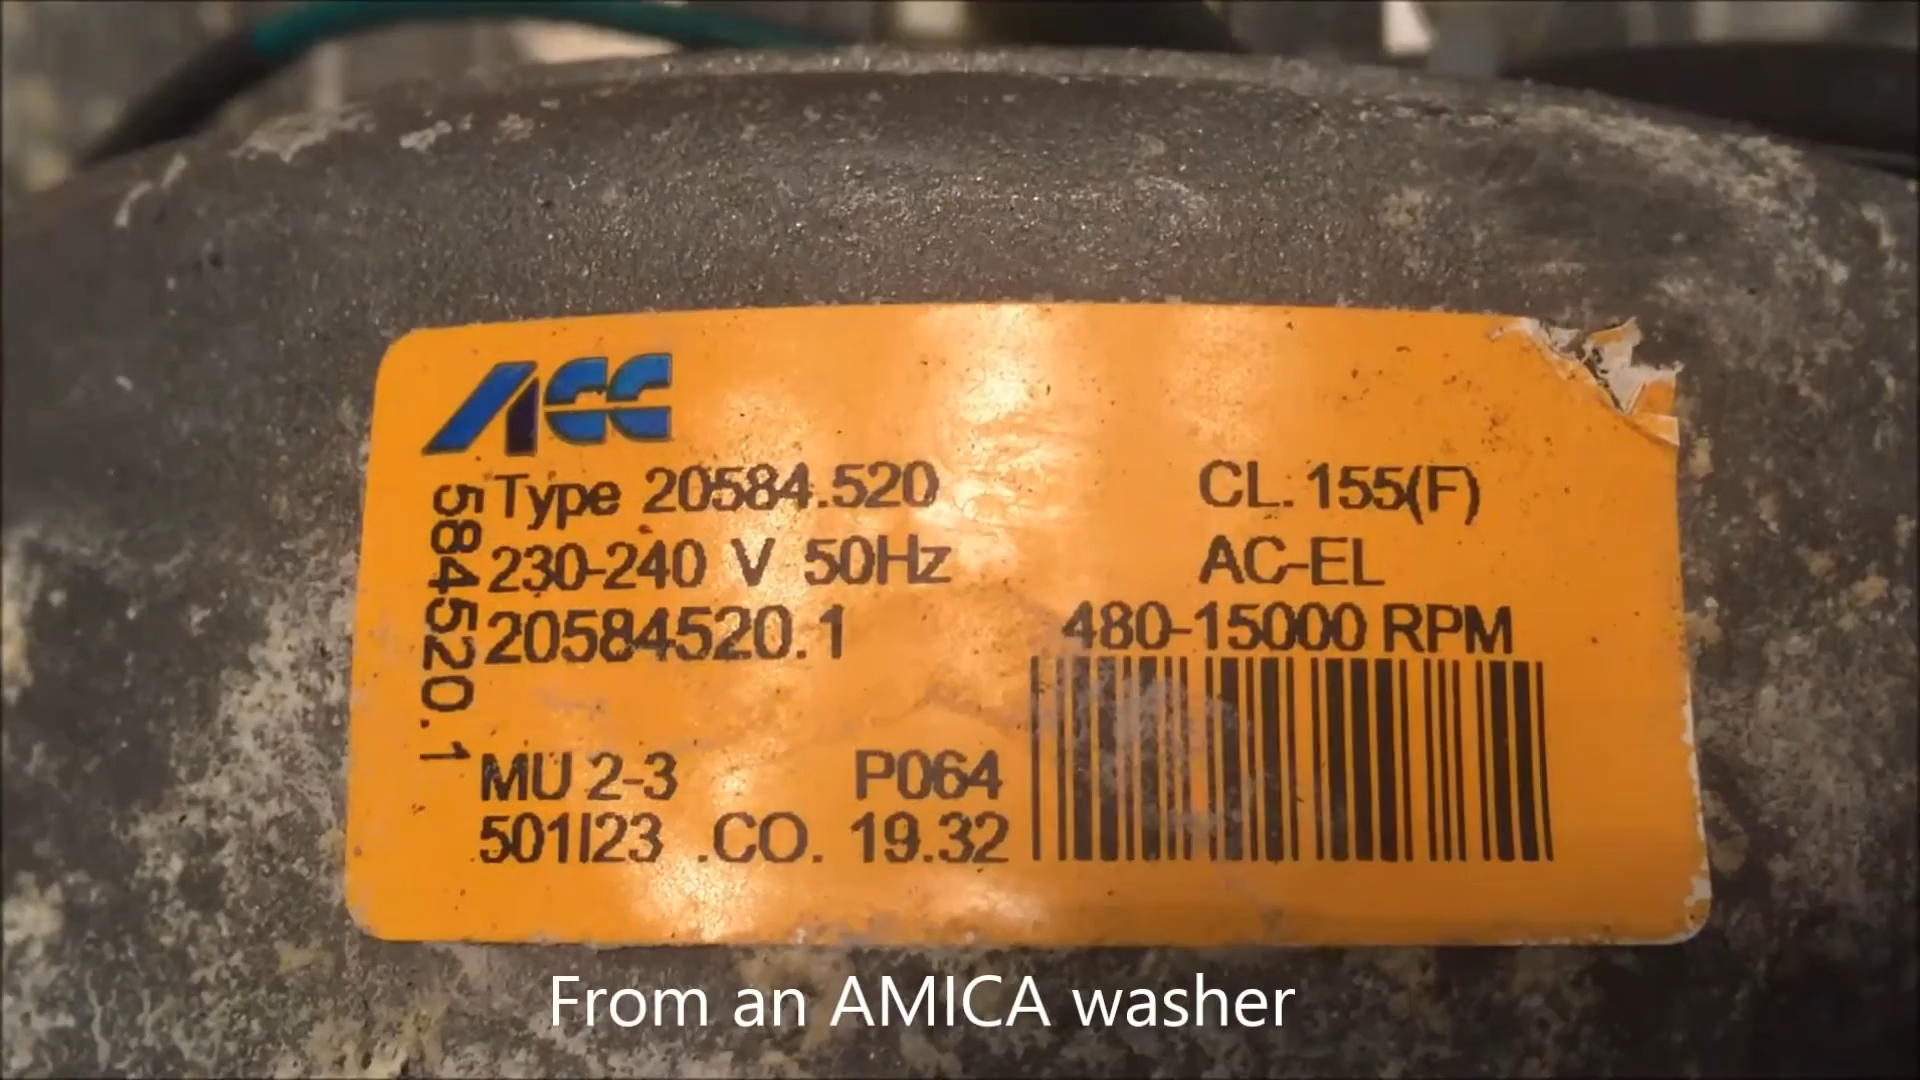 ACC
Type 20584.520
CL. 155(F)
230-240 V 50Hz
AC-EL
20584520.1
480-15000 RPM
584520.1
MU 2-3
P064
501I23 .CO. 19.32
From an AMICA washer